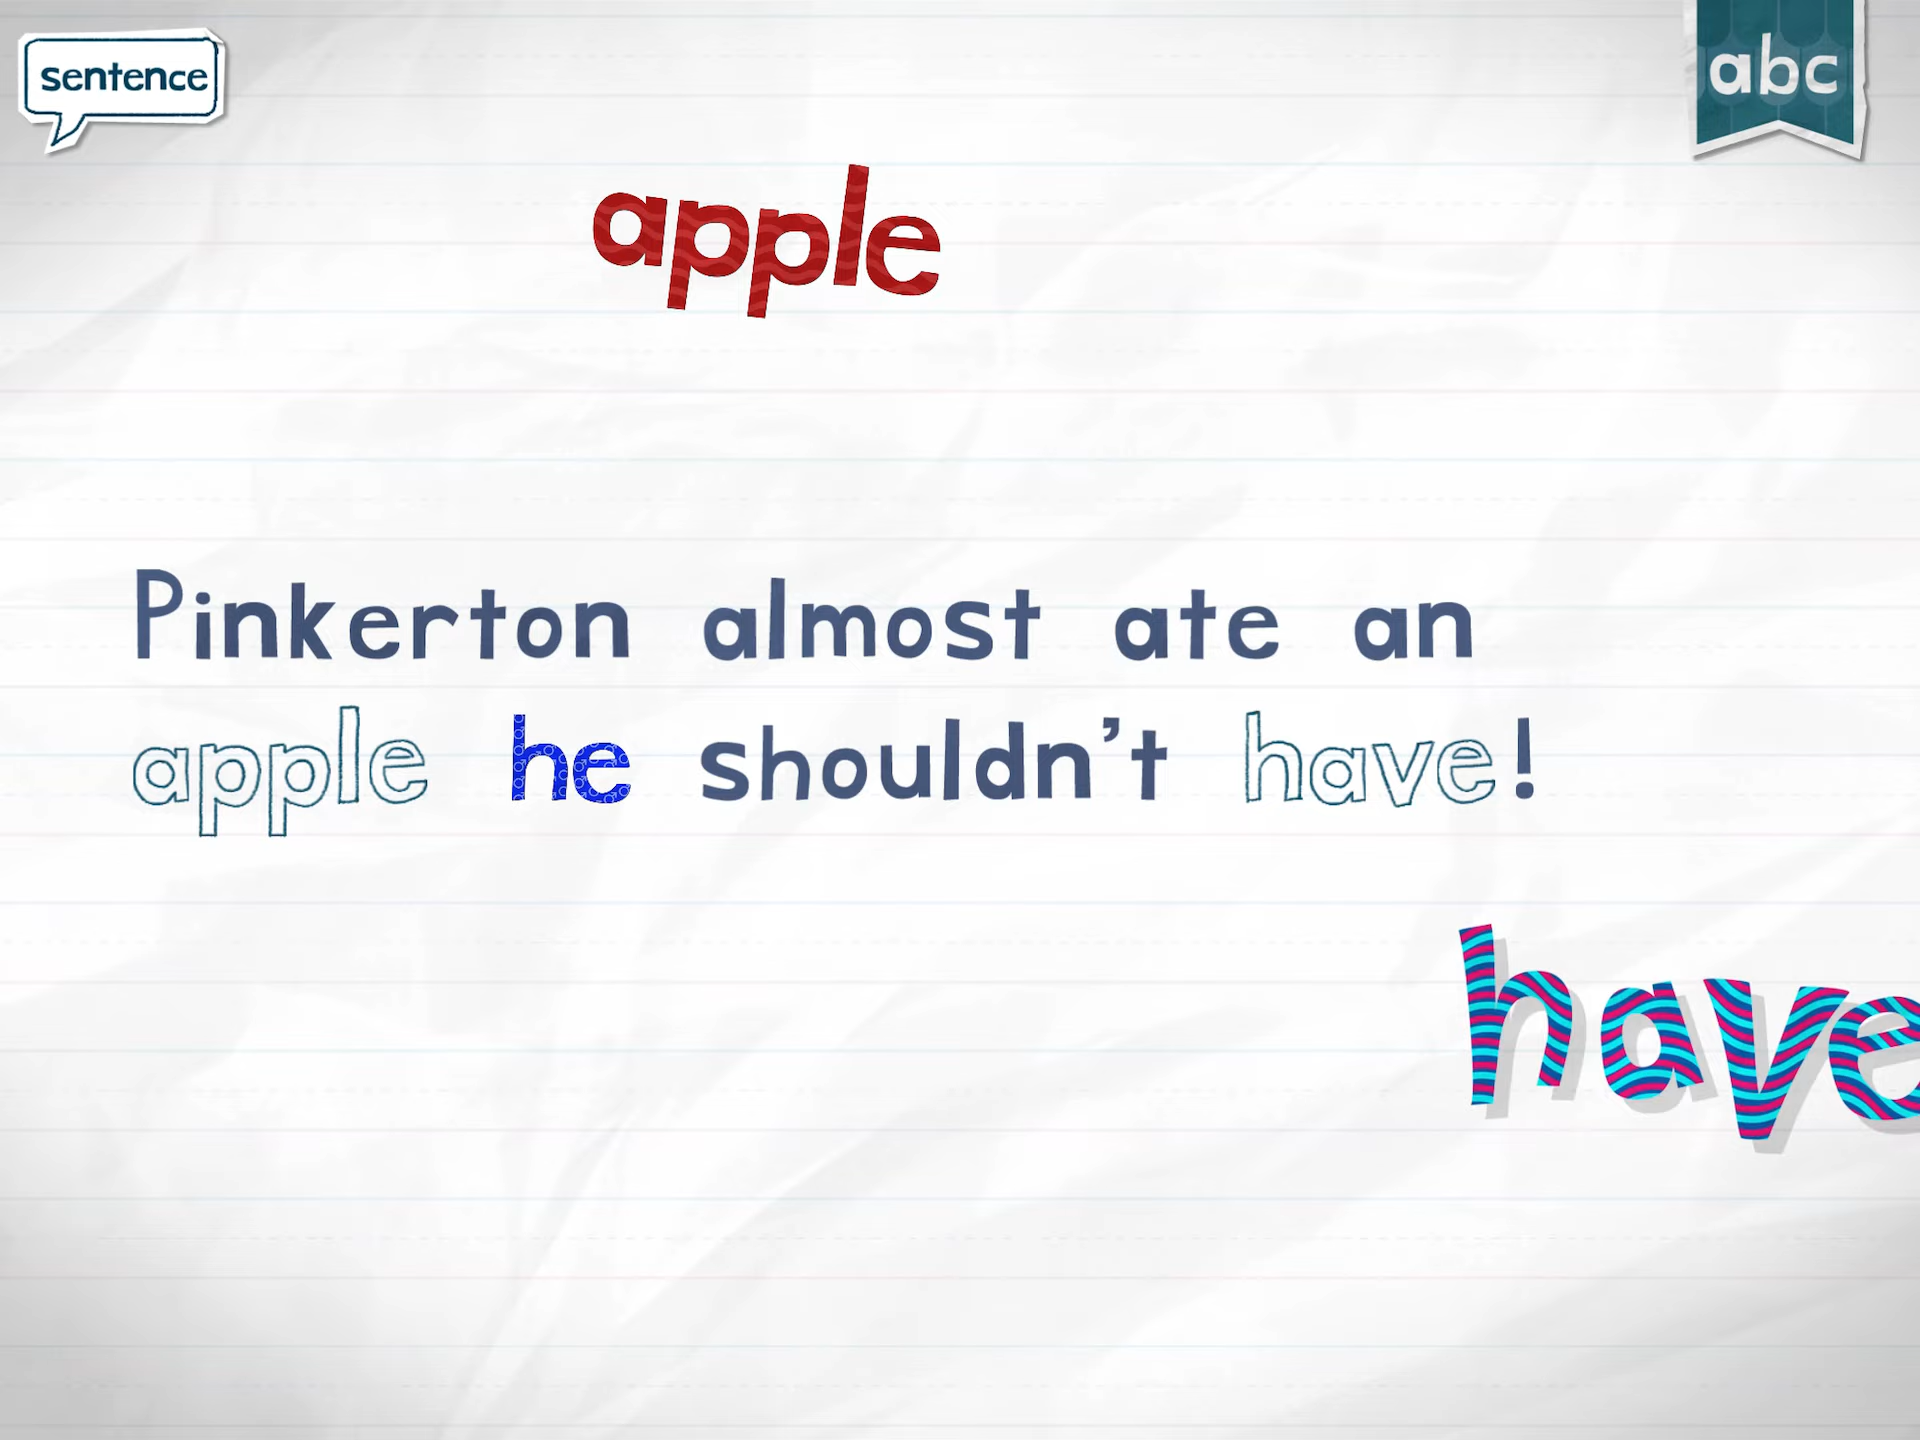 sentence
abc
apple
Pinkerton almost ate an
apple he shouldn't have!
have